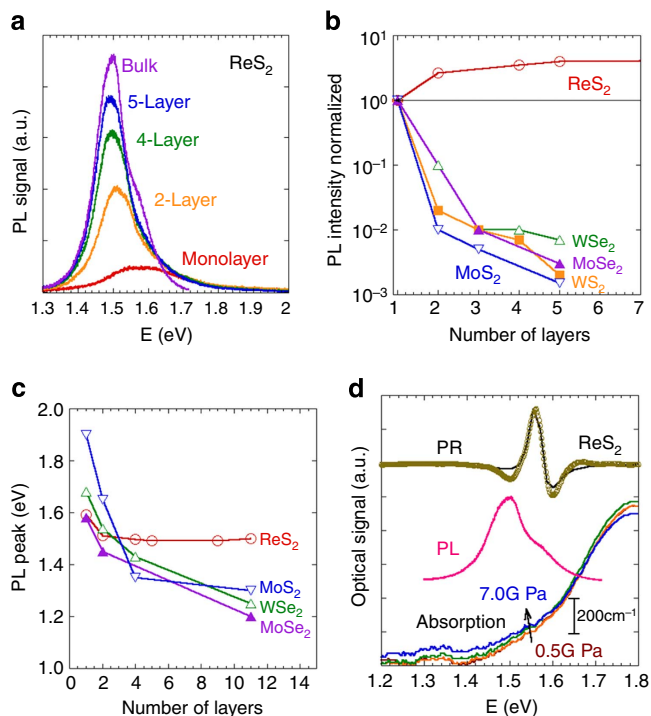 a
ReS₂
Bulk
5-Layer
4-Layer
2-Layer
Monolayer
PL signal (a.u.)
1.3 1.4 1.5 1.6 1.7 1.8 1.9 2
E (eV)
b
10¹
10⁰
10⁻¹
10⁻²
10⁻³
PL intensity normalized
ReS₂
WSe₂
MoSe₂
WS₂
MoS₂
1 2 3 4 5 6 7
Number of layers
c
2.0
1.8
1.6
1.4
1.2
1.0
PL peak (eV)
ReS₂
MoS₂
WSe₂
MoSe₂
0 2 4 6 8 10 12 14
Number of layers
d
Optical signal (a.u.)
PR
ReS₂
PL
7.0G Pa
Absorption
200cm⁻¹
0.5G Pa
1.2 1.3 1.4 1.5 1.6 1.7 1.8
E (eV)